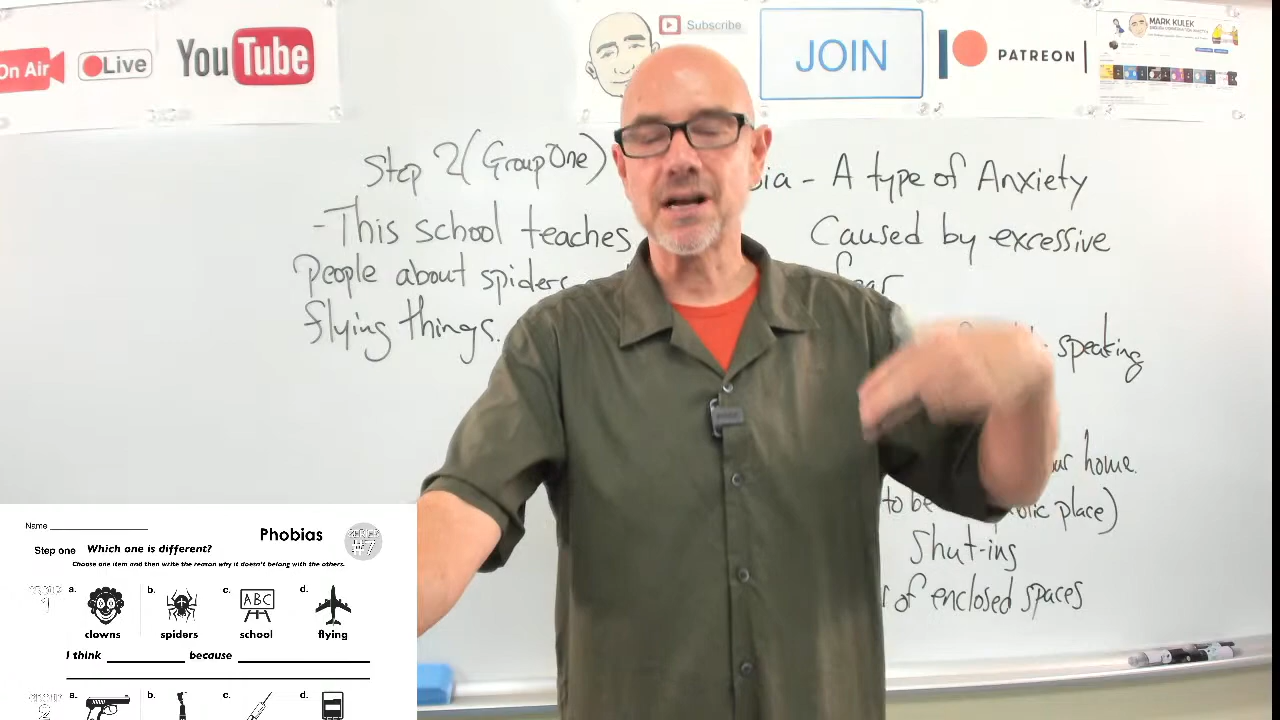 On Air
Live
YouTube
Subscribe
JOIN
PATREON
MARK KULEK
Step 2 (Group One)
- This school teaches
People about spiders
flying things.
- A type of Anxiety
Caused by excessive
fear
speaking
home.
to be
place)
Shut-ins
of enclosed spaces
Name
Phobias
#7
Step one Which one is different?
Choose one item and then write the reason why it doesn't belong with the others.
1 a. b. c. d.
ABC
clowns spiders school flying
I think because
2 a. b. c. d.